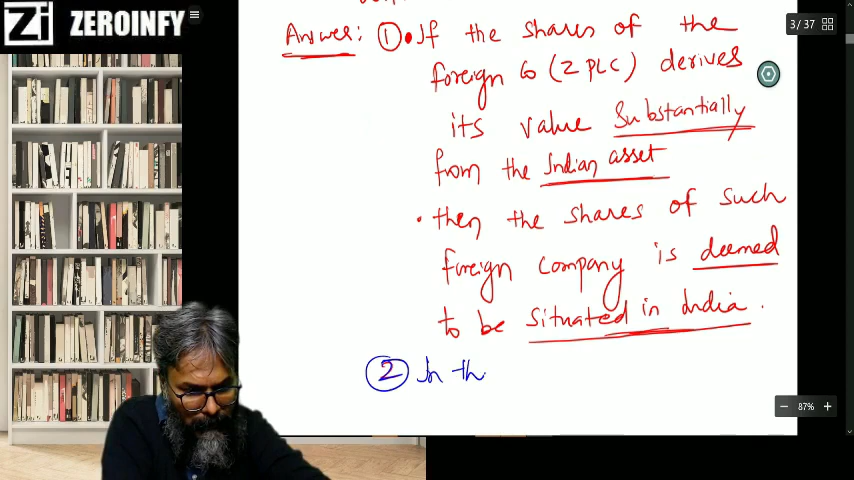 Zi ZEROINFY
3/37
Answer: ① • If the shares of the
foreign Co (Z PLC) derives
its value substantially
from the Indian asset
• then the shares of such
foreign company is deemed
to be situated in India.
② In th
87%